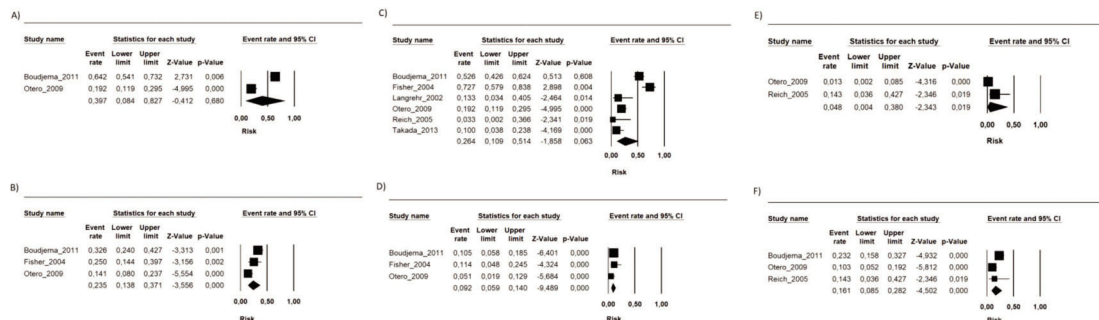 A)
Study name Statistics for each study Event rate and 95% CI
Event rate Lower limit Upper limit Z-Value p-Value
Boudjema_2011 0,642 0,541 0,732 2,731 0,006
Otero_2009 0,192 0,119 0,295 -4,995 0,000
0,397 0,084 0,827 -0,412 0,680
0,00 0,50 1,00
Risk
B)
Study name Statistics for each study Event rate and 95% CI
Event rate Lower limit Upper limit Z-Value p-Value
Boudjema_2011 0,326 0,240 0,427 -3,313 0,001
Fisher_2004 0,250 0,144 0,397 -3,156 0,002
Otero_2009 0,141 0,080 0,237 -5,554 0,000
0,235 0,138 0,371 -3,556 0,000
0,00 0,50 1,00
Risk
C)
Study name Statistics for each study Event rate and 95% CI
Event rate Lower limit Upper limit Z-Value p-Value
Boudjema_2011 0,526 0,426 0,624 0,513 0,608
Fisher_2004 0,727 0,579 0,838 2,898 0,004
Langrehr_2002 0,133 0,034 0,405 -2,464 0,014
Otero_2009 0,192 0,119 0,295 -4,995 0,000
Reich_2005 0,033 0,002 0,366 -2,341 0,019
Takada_2013 0,100 0,038 0,238 -4,169 0,000
0,264 0,109 0,514 -1,858 0,063
0,00 0,50 1,00
Risk
D)
Study name Statistics for each study Event rate and 95% CI
Event rate Lower limit Upper limit Z-Value p-Value
Boudjema_2011 0,105 0,058 0,185 -6,401 0,000
Fisher_2004 0,114 0,048 0,245 -4,324 0,000
Otero_2009 0,051 0,019 0,129 -5,684 0,000
0,092 0,059 0,140 -9,489 0,000
0,00 0,50 1,00
Risk
E)
Study name Statistics for each study Event rate and 95% CI
Event rate Lower limit Upper limit Z-Value p-Value
Otero_2009 0,013 0,002 0,085 -4,316 0,000
Reich_2005 0,143 0,036 0,427 -2,346 0,019
0,048 0,004 0,380 -2,343 0,019
0,00 0,50 1,00
Risk
F)
Study name Statistics for each study Event rate and 95% CI
Event rate Lower limit Upper limit Z-Value p-Value
Boudjema_2011 0,232 0,158 0,327 -4,932 0,000
Otero_2009 0,103 0,052 0,192 -5,812 0,000
Reich_2005 0,143 0,036 0,427 -2,346 0,019
0,161 0,085 0,282 -4,502 0,000
0,00 0,50 1,00
Risk